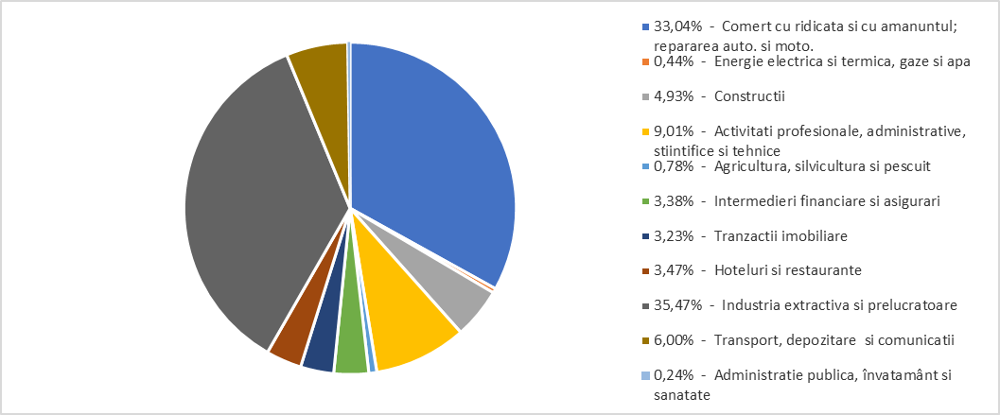 33,04% - Comert cu ridicata si cu amanuntul;
repararea auto. si moto.
0,44% - Energie electrica si termica, gaze si apa
4,93% - Constructii
9,01% - Activitati profesionale, administrative,
stiintifice si tehnice
0,78% - Agricultura, silvicultura si pescuit
3,38% - Intermedieri financiare si asigurari
3,23% - Tranzactii imobiliare
3,47% - Hoteluri si restaurante
35,47% - Industria extractiva si prelucratoare
6,00% - Transport, depozitare si comunicatii
0,24% - Administratie publica, învatamânt si
sanatate